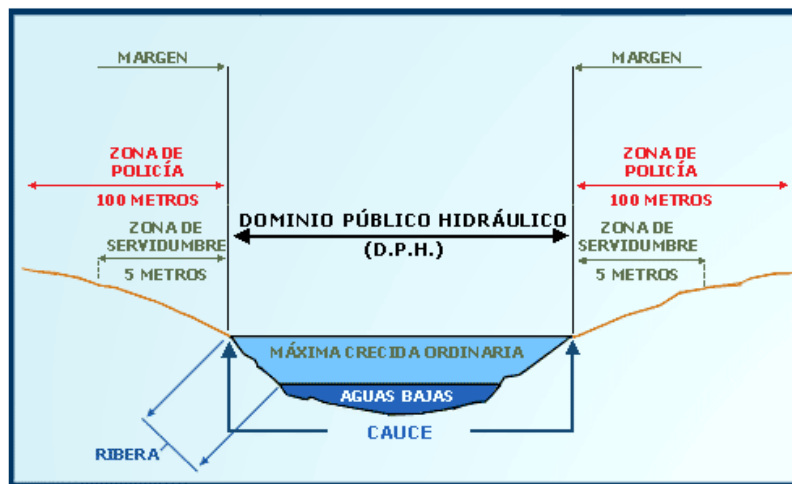 MARGEN
MARGEN
ZONA DE
POLICÍA
100 METROS
ZONA DE
POLICÍA
100 METROS
DOMINIO PÚBLICO HIDRÁULICO
(D.P.H.)
ZONA DE
SERVIDUMBRE
5 METROS
ZONA DE
SERVIDUMBRE
5 METROS
MÁXIMA CRECIDA ORDINARIA
AGUAS BAJAS
CAUCE
RIBERA